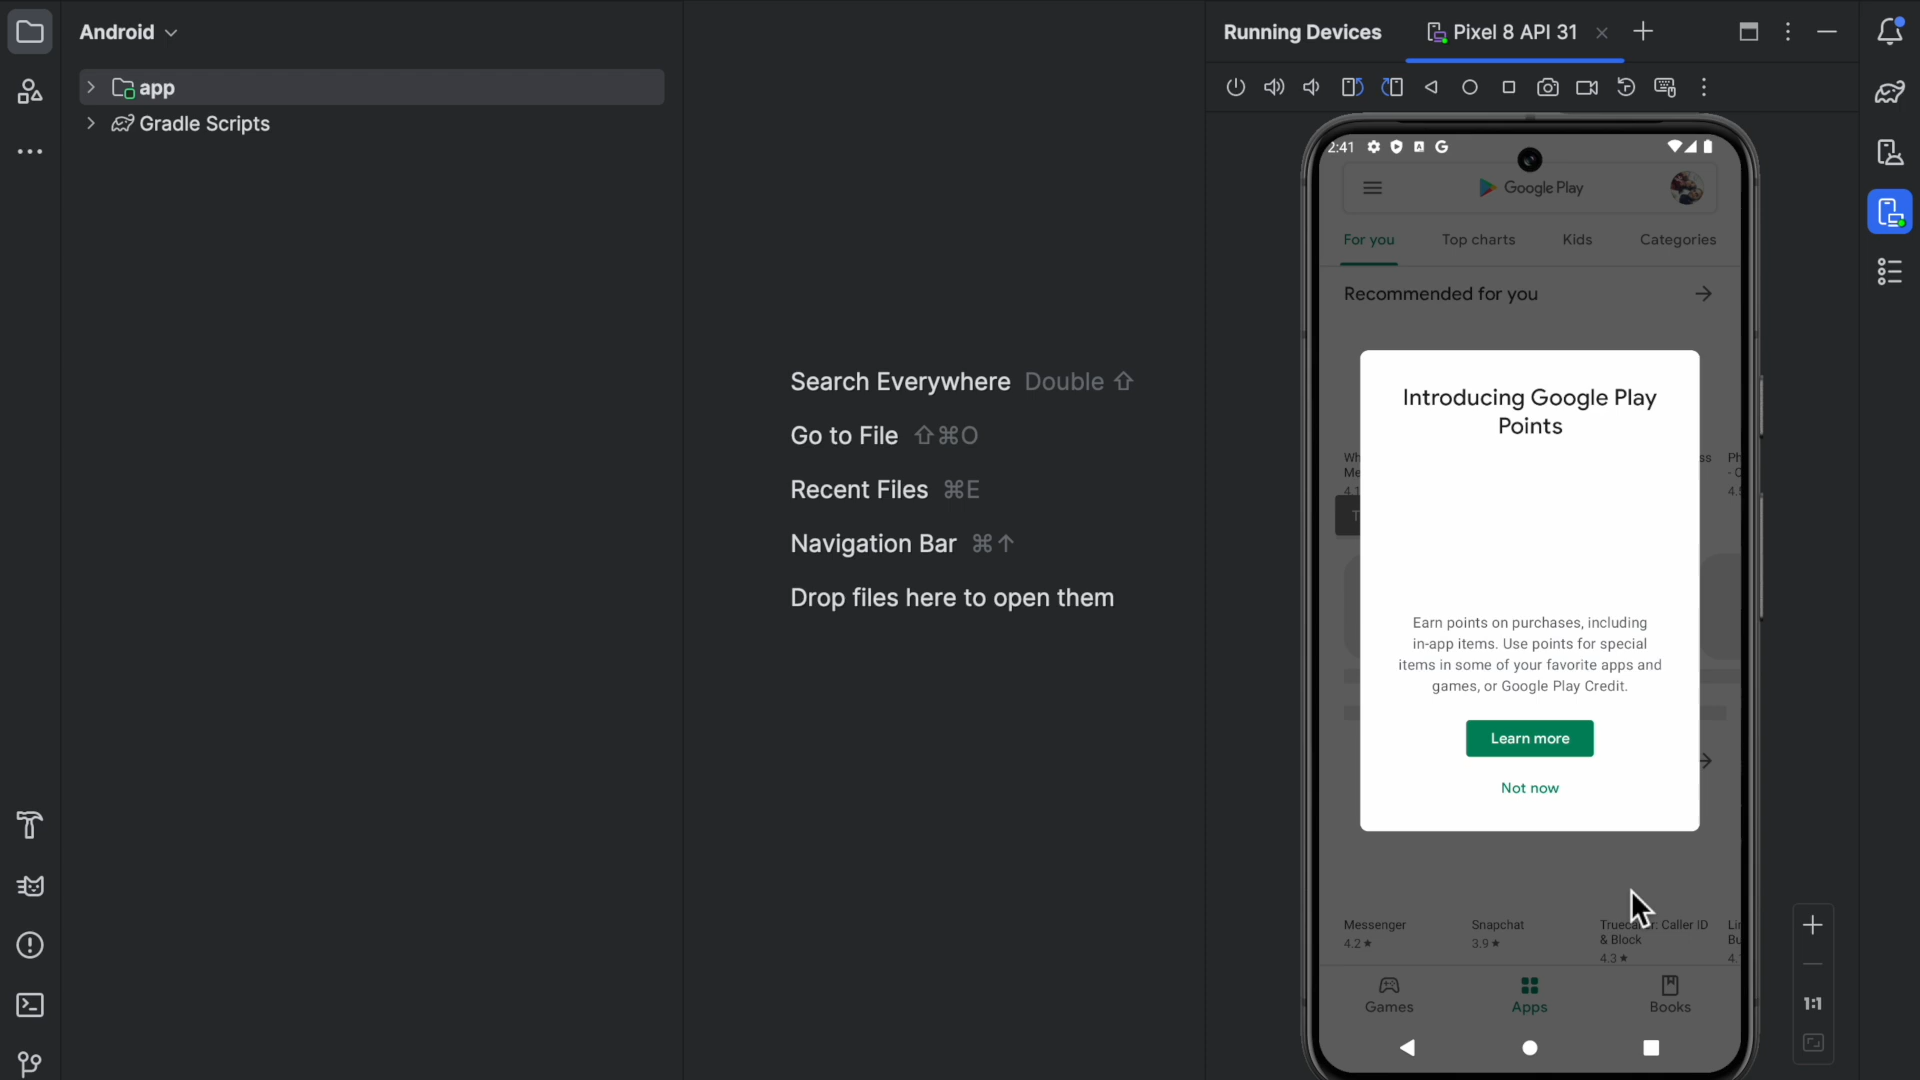 Android
app
Gradle Scripts
Search Everywhere Double ⇧
Go to File ⇧⌘O
Recent Files ⌘E
Navigation Bar ⌘↑
Drop files here to open them
Running Devices
Pixel 8 API 31
2:41
Google Play
For you
Top charts
Kids
Categories
Recommended for you
Introducing Google Play
Points
Earn points on purchases, including
in-app items. Use points for special
items in some of your favorite apps and
games, or Google Play Credit.
Learn more
Not now
Messenger
4.2★
Snapchat
3.9★
Caller ID
& Block
4.3★
Games
Apps
Books
1:1